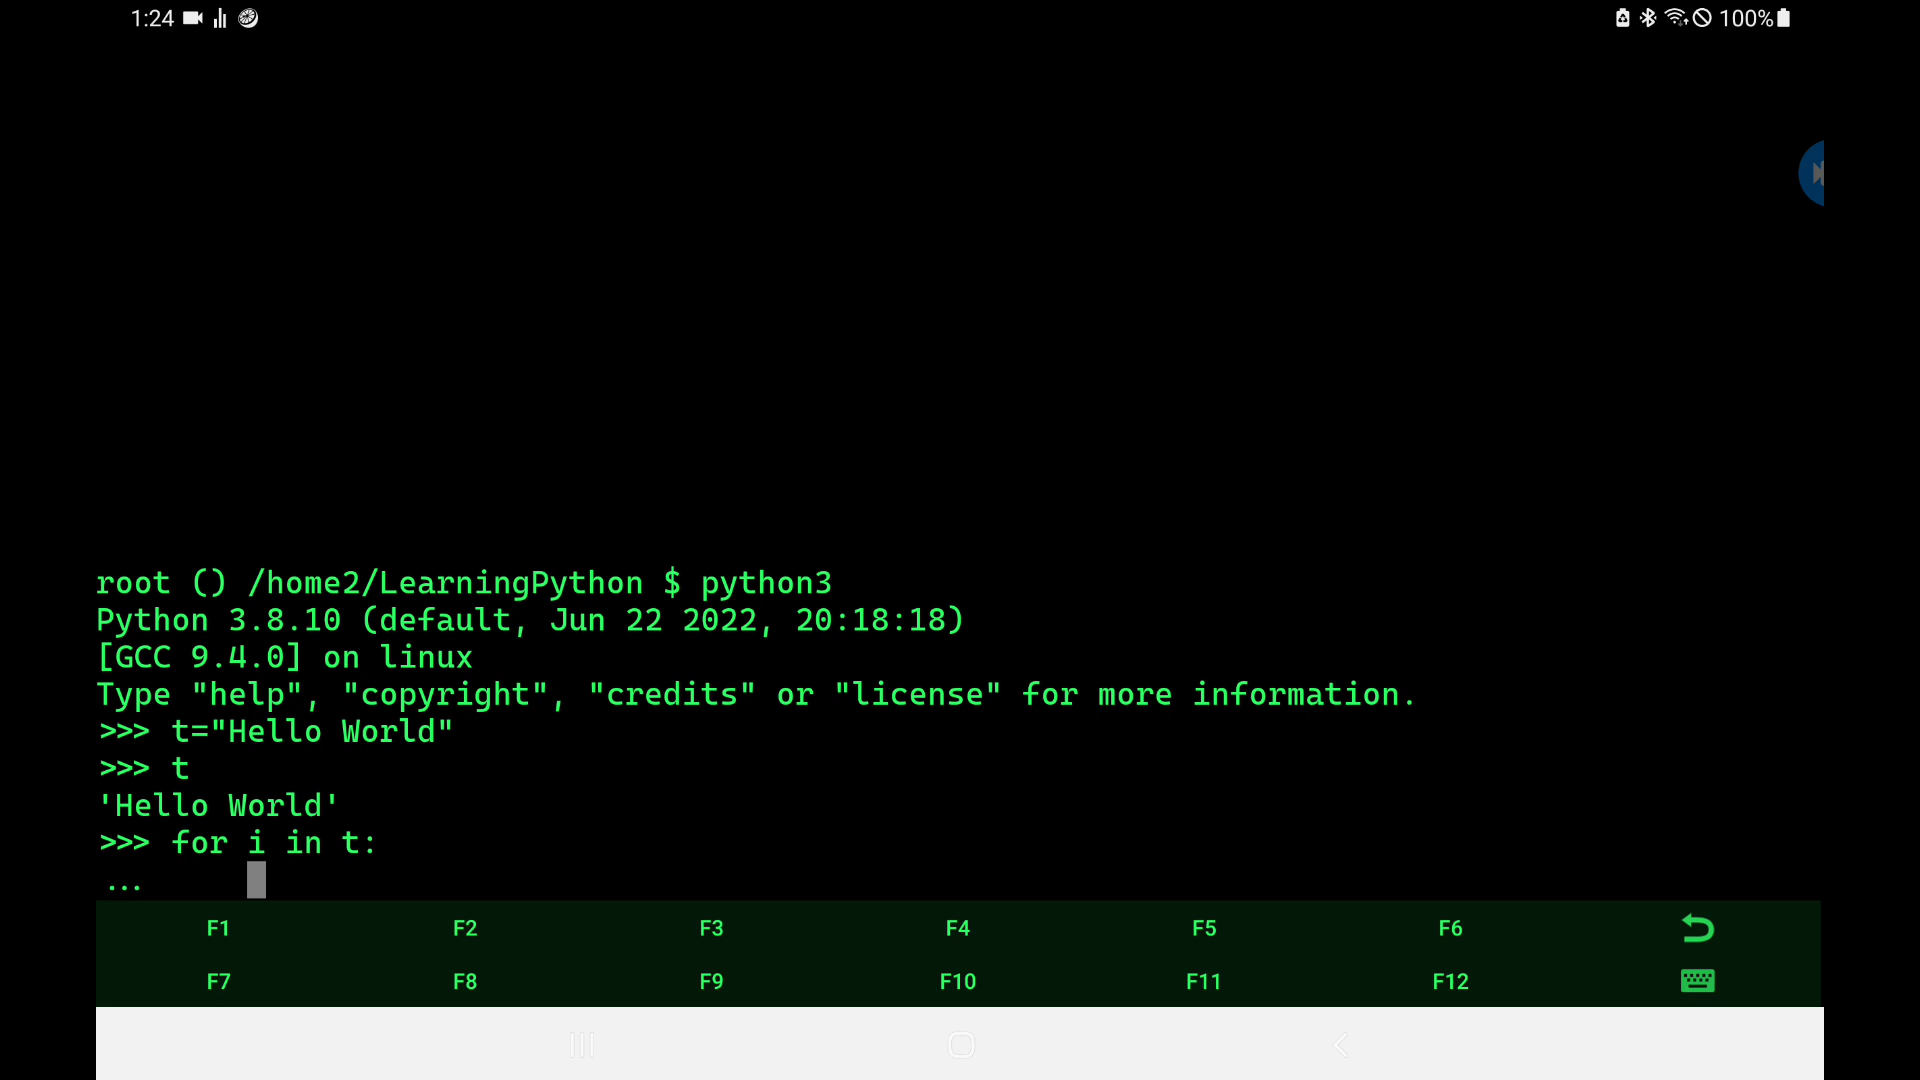 1:24 100%
root () /home2/LearningPython $ python3
Python 3.8.10 (default, Jun 22 2022, 20:18:18)
[GCC 9.4.0] on linux
Type "help", "copyright", "credits" or "license" for more information.
>>> t="Hello World"
>>> t
'Hello World'
>>> for i in t:
...
F1 F2 F3 F4 F5 F6
F7 F8 F9 F10 F11 F12